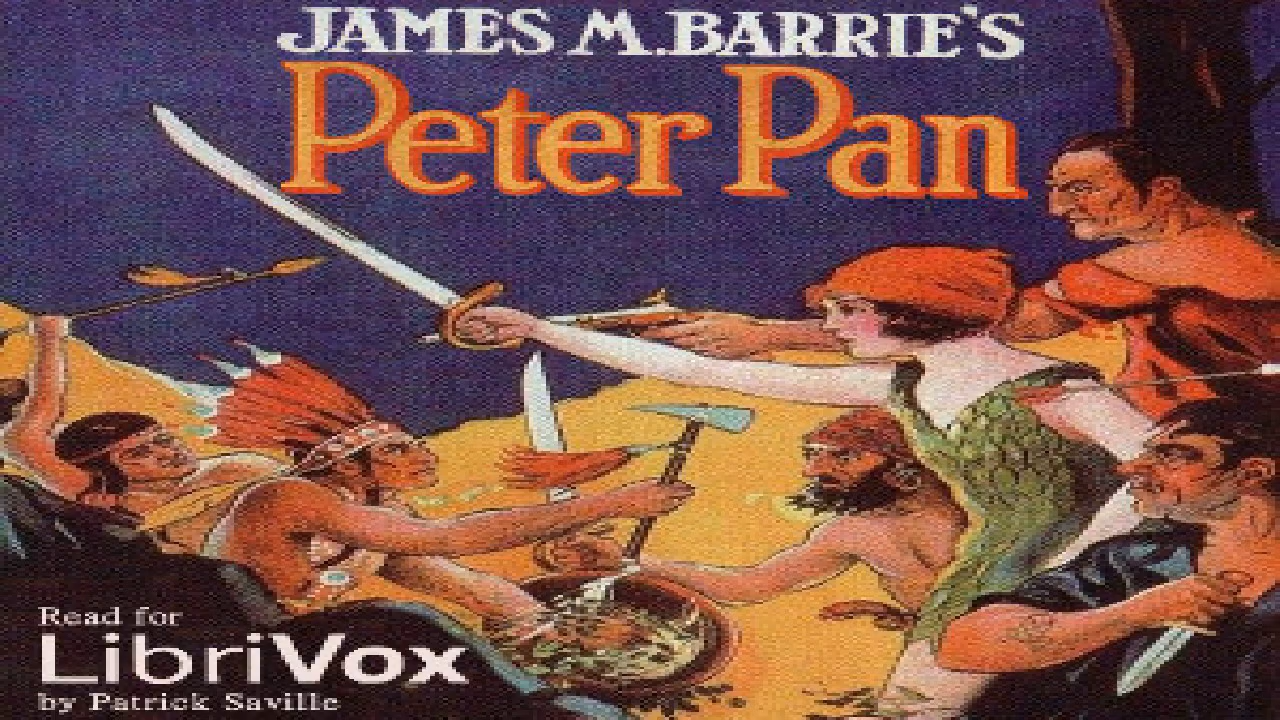 JAMES M. BARRIE'S
Peter Pan
Read for
LibriVox
by Patrick Saville